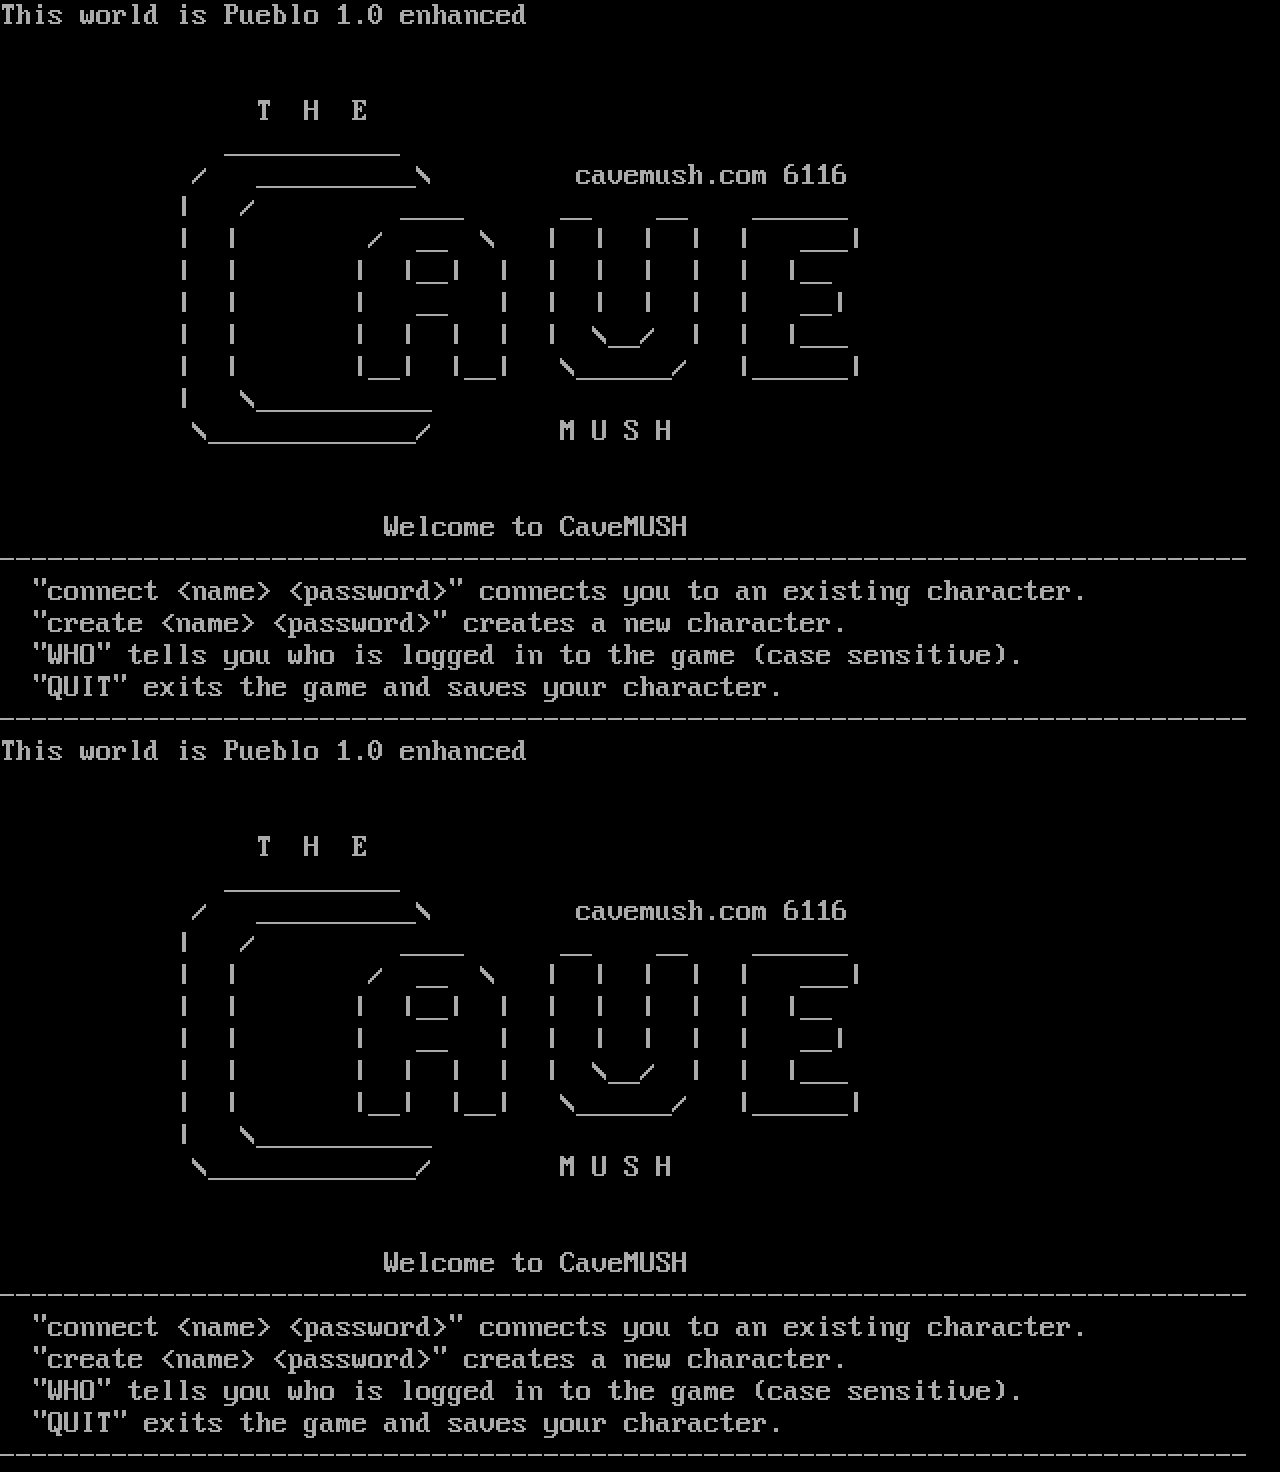 This world is Pueblo 1.0 enhanced
T H E
cavemush.com 6116
CAVE
M U S H
Welcome to CaveMUSH
"connect <name> <password>" connects you to an existing character.
"create <name> <password>" creates a new character.
"WHO" tells you who is logged in to the game (case sensitive).
"QUIT" exits the game and saves your character.
This world is Pueblo 1.0 enhanced
T H E
cavemush.com 6116
CAVE
M U S H
Welcome to CaveMUSH
"connect <name> <password>" connects you to an existing character.
"create <name> <password>" creates a new character.
"WHO" tells you who is logged in to the game (case sensitive).
"QUIT" exits the game and saves your character.